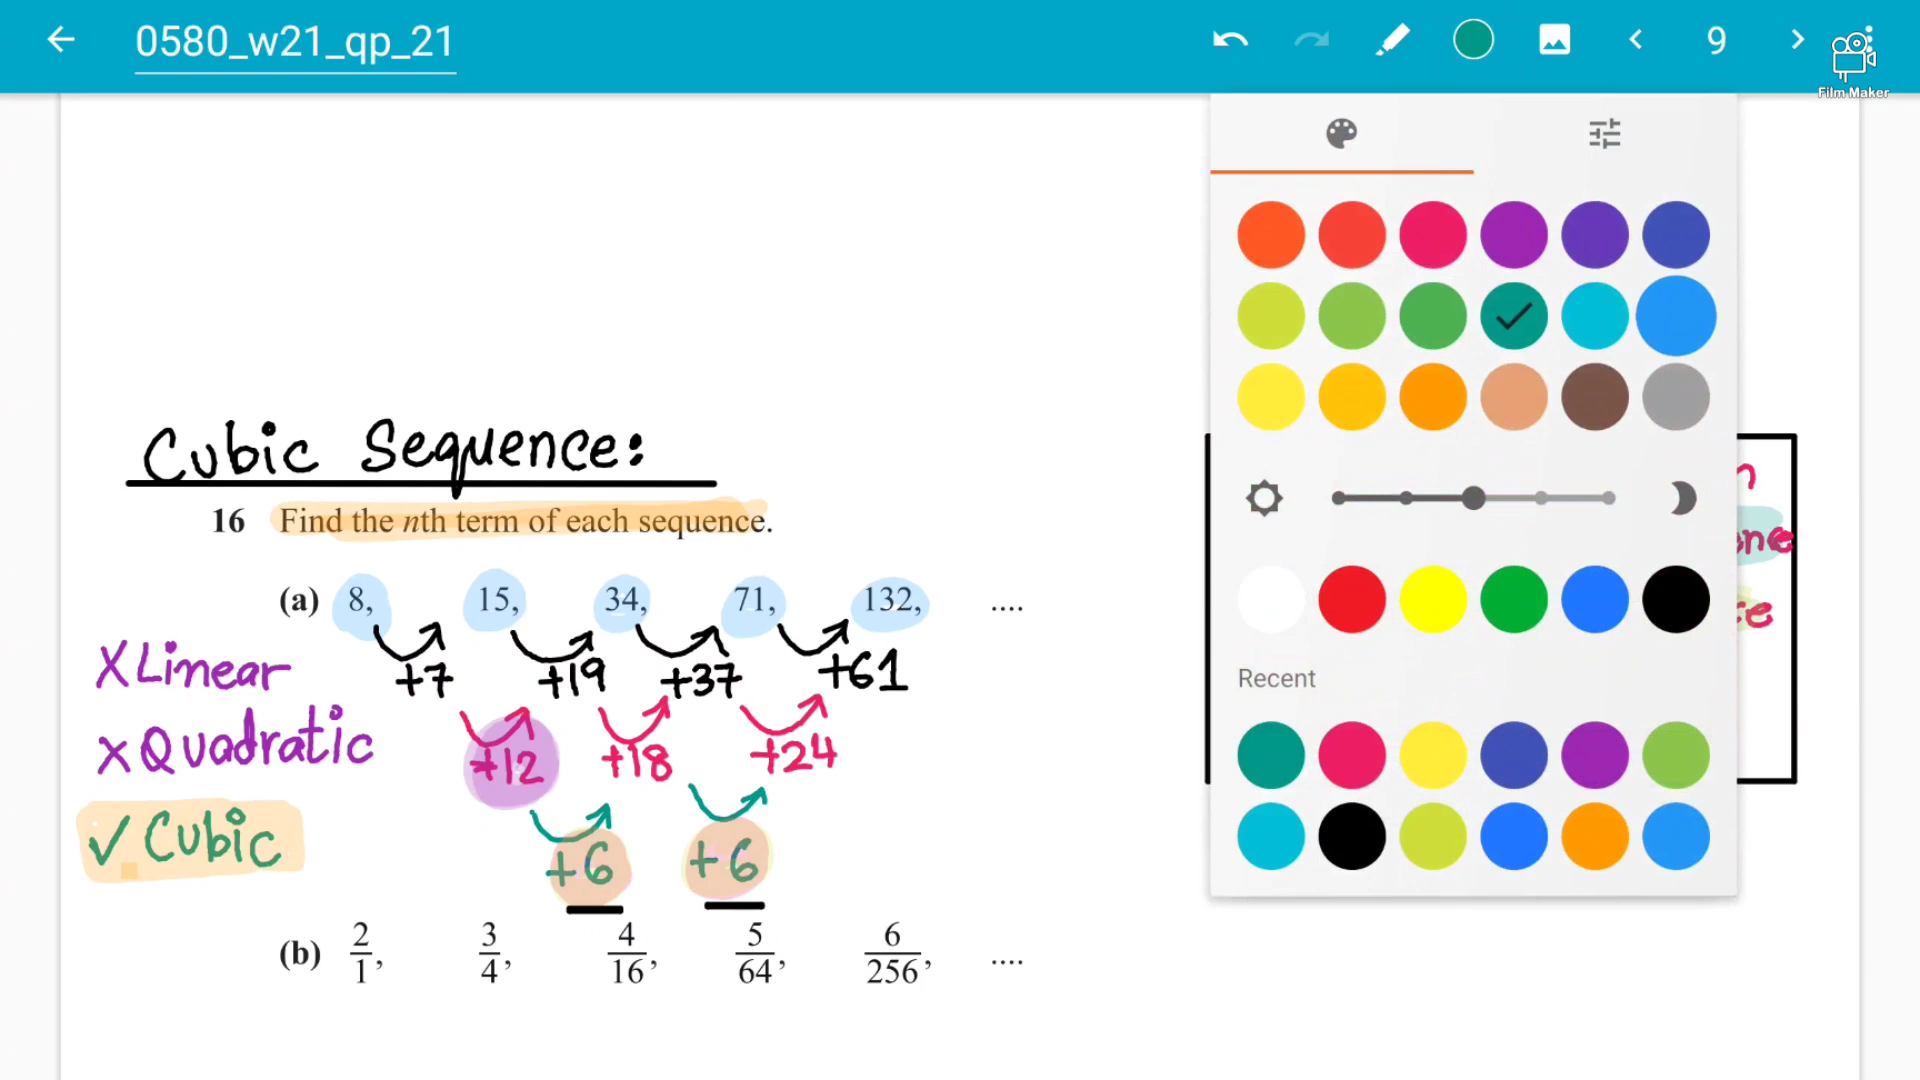 0580_w21_qp_21
9
Film Maker
Cubic Sequence:
16 Find the nth term of each sequence.
(a) 8, 15, 34, 71, 132, ....
+7 +19 +37 +61
X Linear
X Quadratic
+12 +18 +24
✓ Cubic
+6 +6
(b) 2/1, 3/4, 4/16, 5/64, 6/256, ....
Recent